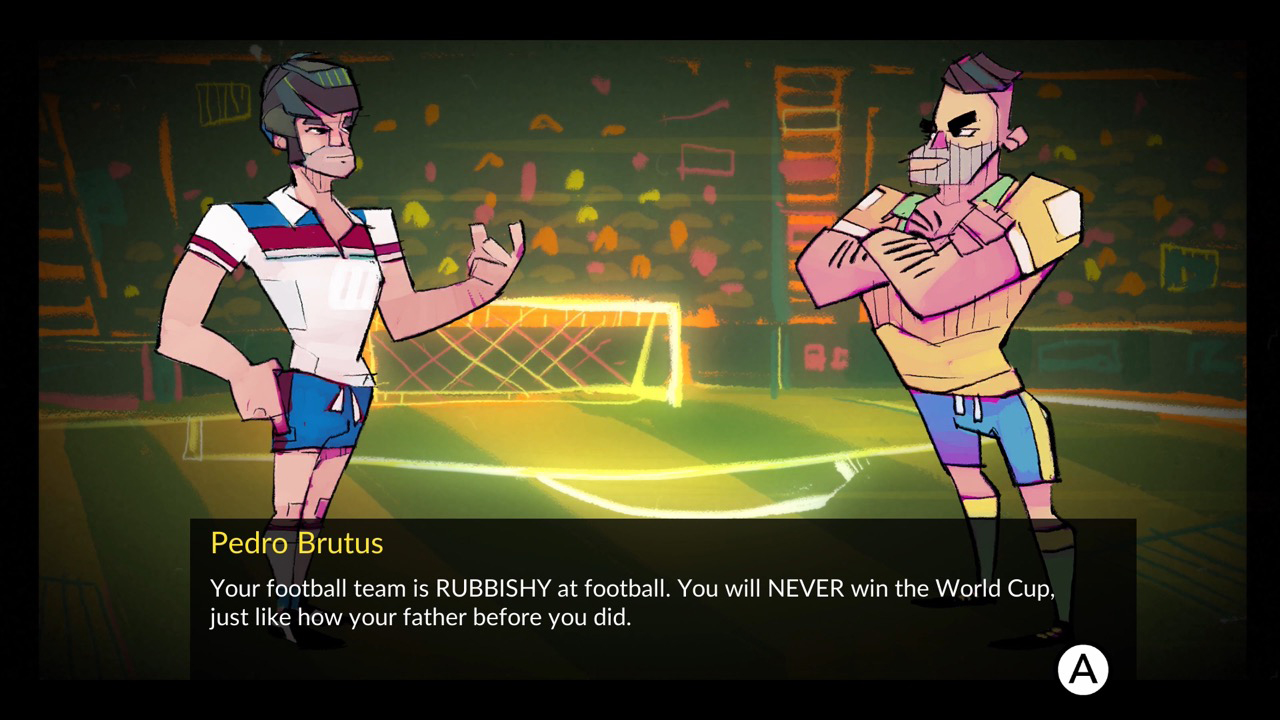 Pedro Brutus
Your football team is RUBBISHY at football. You will NEVER win the World Cup,
just like how your father before you did.
A